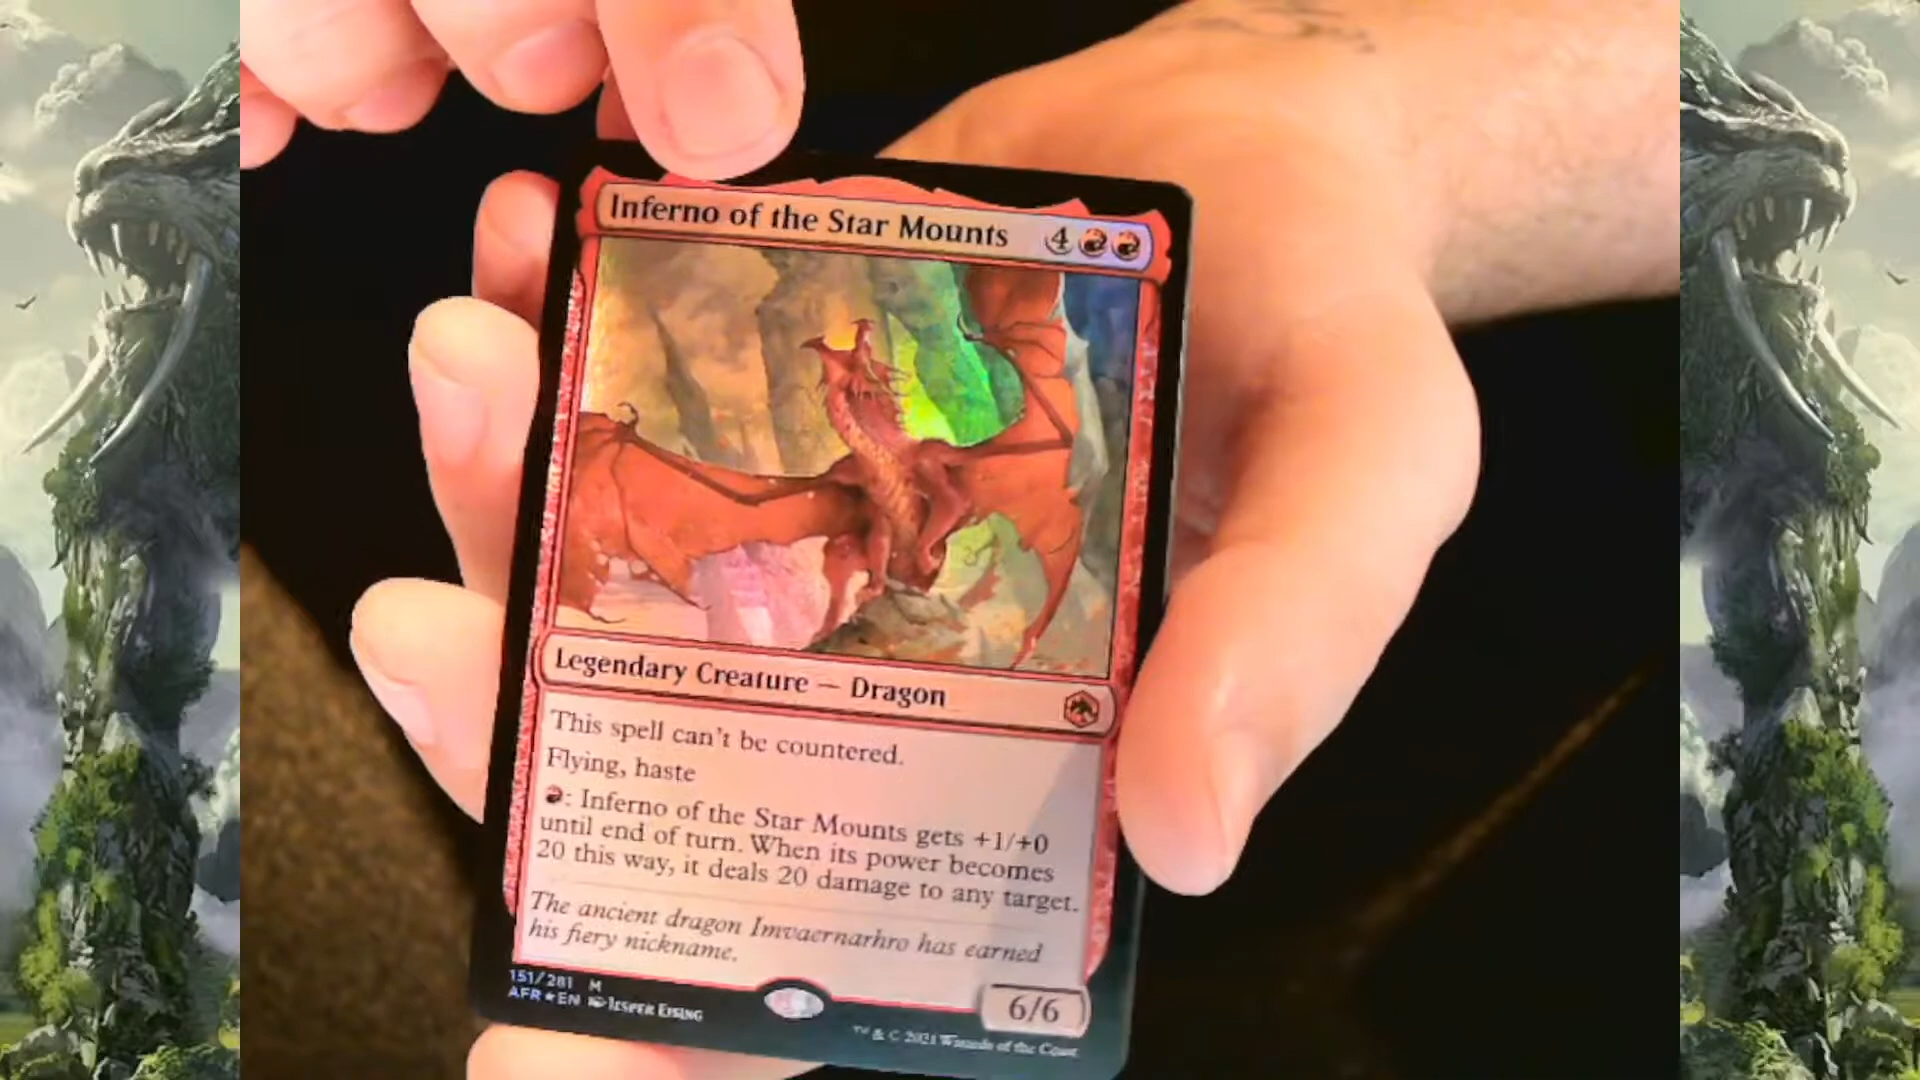 Inferno of the Star Mounts 4
Legendary Creature — Dragon
This spell can't be countered.
Flying, haste
: Inferno of the Star Mounts gets +1/+0
until end of turn. When its power becomes
20 this way, it deals 20 damage to any target.
The ancient dragon Imvaernarhro has earned
his fiery nickname.
151/281 M
AFR★EN Jesper Ejsing
6/6
™ & © 2021 Wizards of the Coast